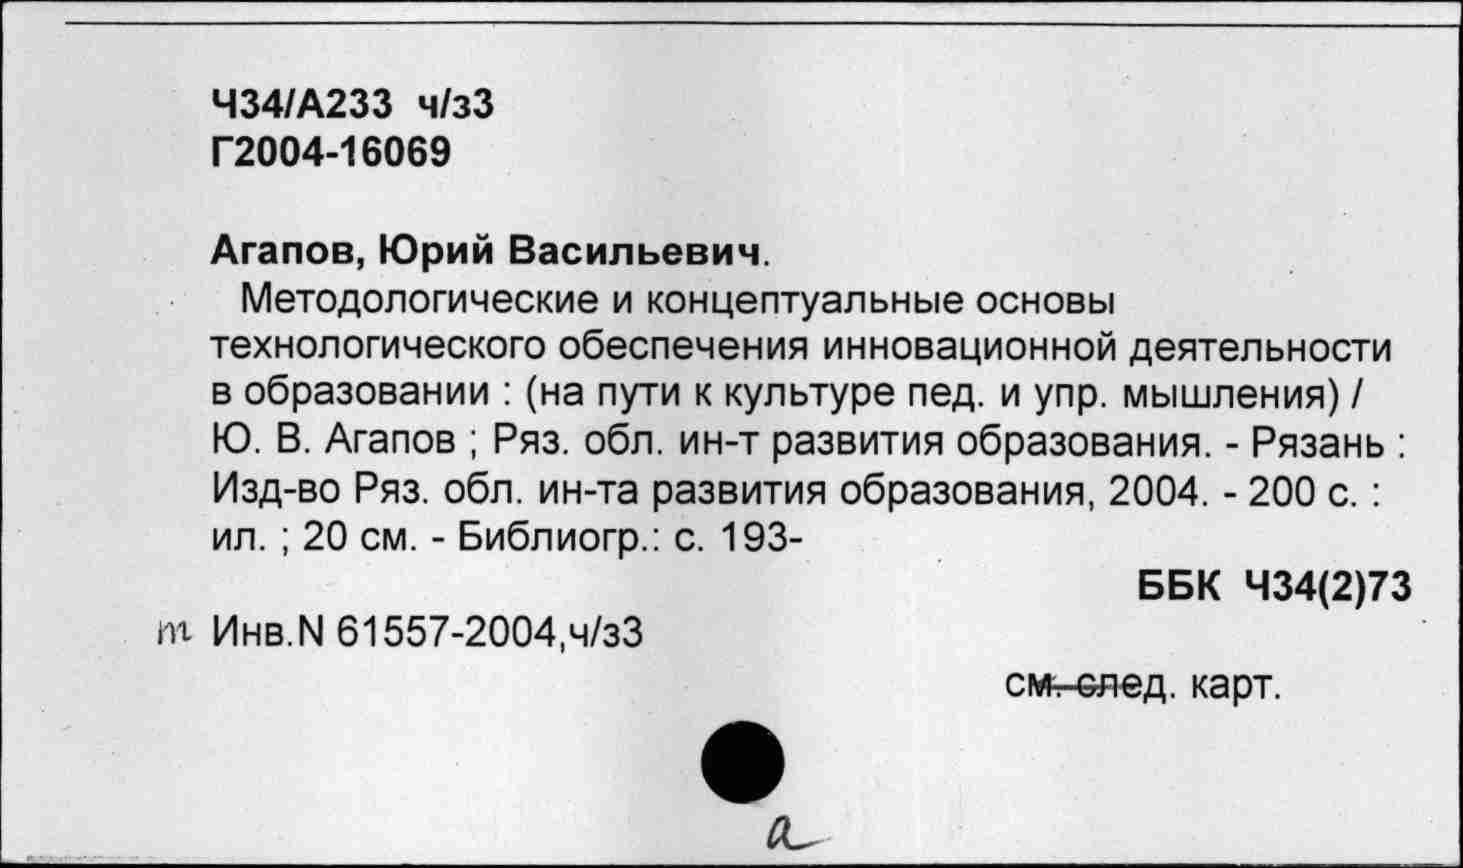 Ч34/А233 ч/з3
Г2004-16069
Агапов, Юрий Васильевич.
Методологические и концептуальные основы
технологического обеспечения инновационной деятельности
в образовании : (на пути к культуре пед. и упр. мышления) /
Ю. В. Агапов ; Ряз. обл. ин-т развития образования. - Рязань :
Изд-во Ряз. обл. ин-та развития образования, 2004. - 200 с. :
ил. ; 20 см. - Библиогр.: с. 193-
ББК Ч34(2)73
т Инв.N 61557-2004,ч/з3
см. след. карт.
а